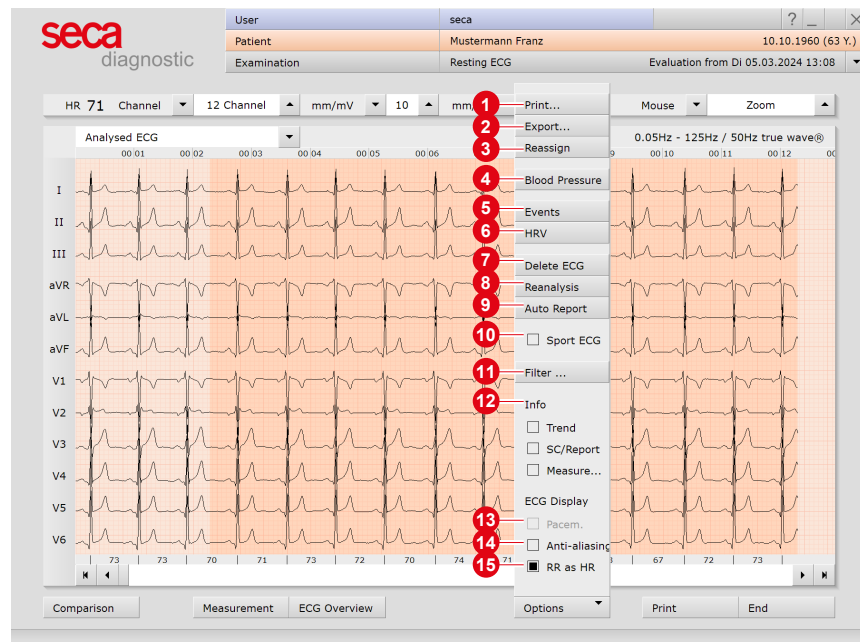 seca
diagnostic
User seca ? _ X
Patient Mustermann Franz 10.10.1960 (63 Y.)
Examination Resting ECG Evaluation from Di 05.03.2024 13:08
HR 71 Channel 12 Channel mm/mV 10 mm/ Mouse Zoom
Analysed ECG 0.05Hz - 125Hz / 50Hz true wave®
00:01 00:02 00:03 00:04 00:05 00:06 9 00:10 00:11 00:12 00
1 Print...
2 Export...
3 Reassign
4 Blood Pressure
5 Events
6 HRV
7 Delete ECG
8 Reanalysis
9 Auto Report
10 Sport ECG
11 Filter ...
12 Info
Trend
SC/Report
Measure...
ECG Display
13 Pacem.
14 Anti-aliasing
15 RR as HR
I
II
III
aVR
aVL
aVF
V1
V2
V3
V4
V5
V6
73 73 70 71 73 72 70 74 71 67 72 73
Comparison Measurement ECG Overview Options Print End